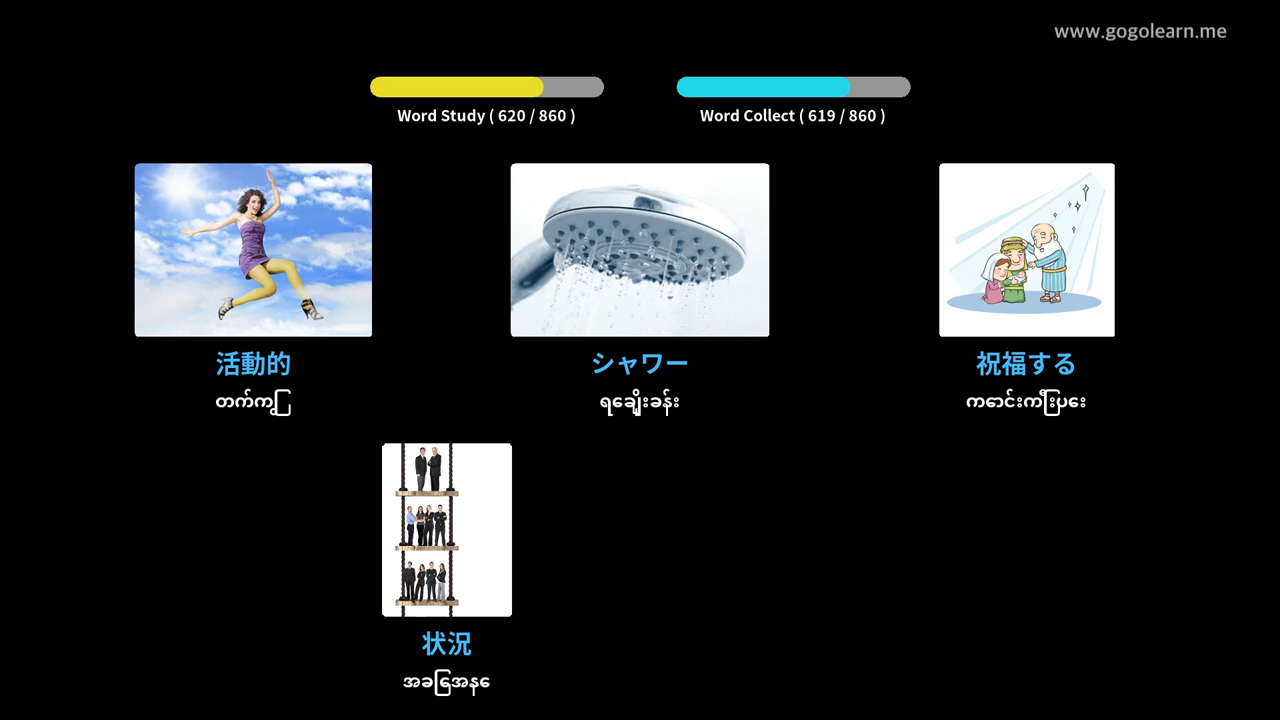 www.gogolearn.me
Word Study ( 620 / 860 )
Word Collect ( 619 / 860 )
活動的
တက်ကြွ
シャワー
ရေချိုးခန်း
祝福する
ကောင်းကြီးပေး
状況
အခြေအနေ